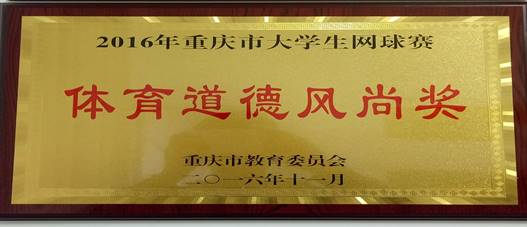 2016年重庆市大学生网球赛
体育道德风尚奖
重庆市教育委员会
二〇一六年十一月